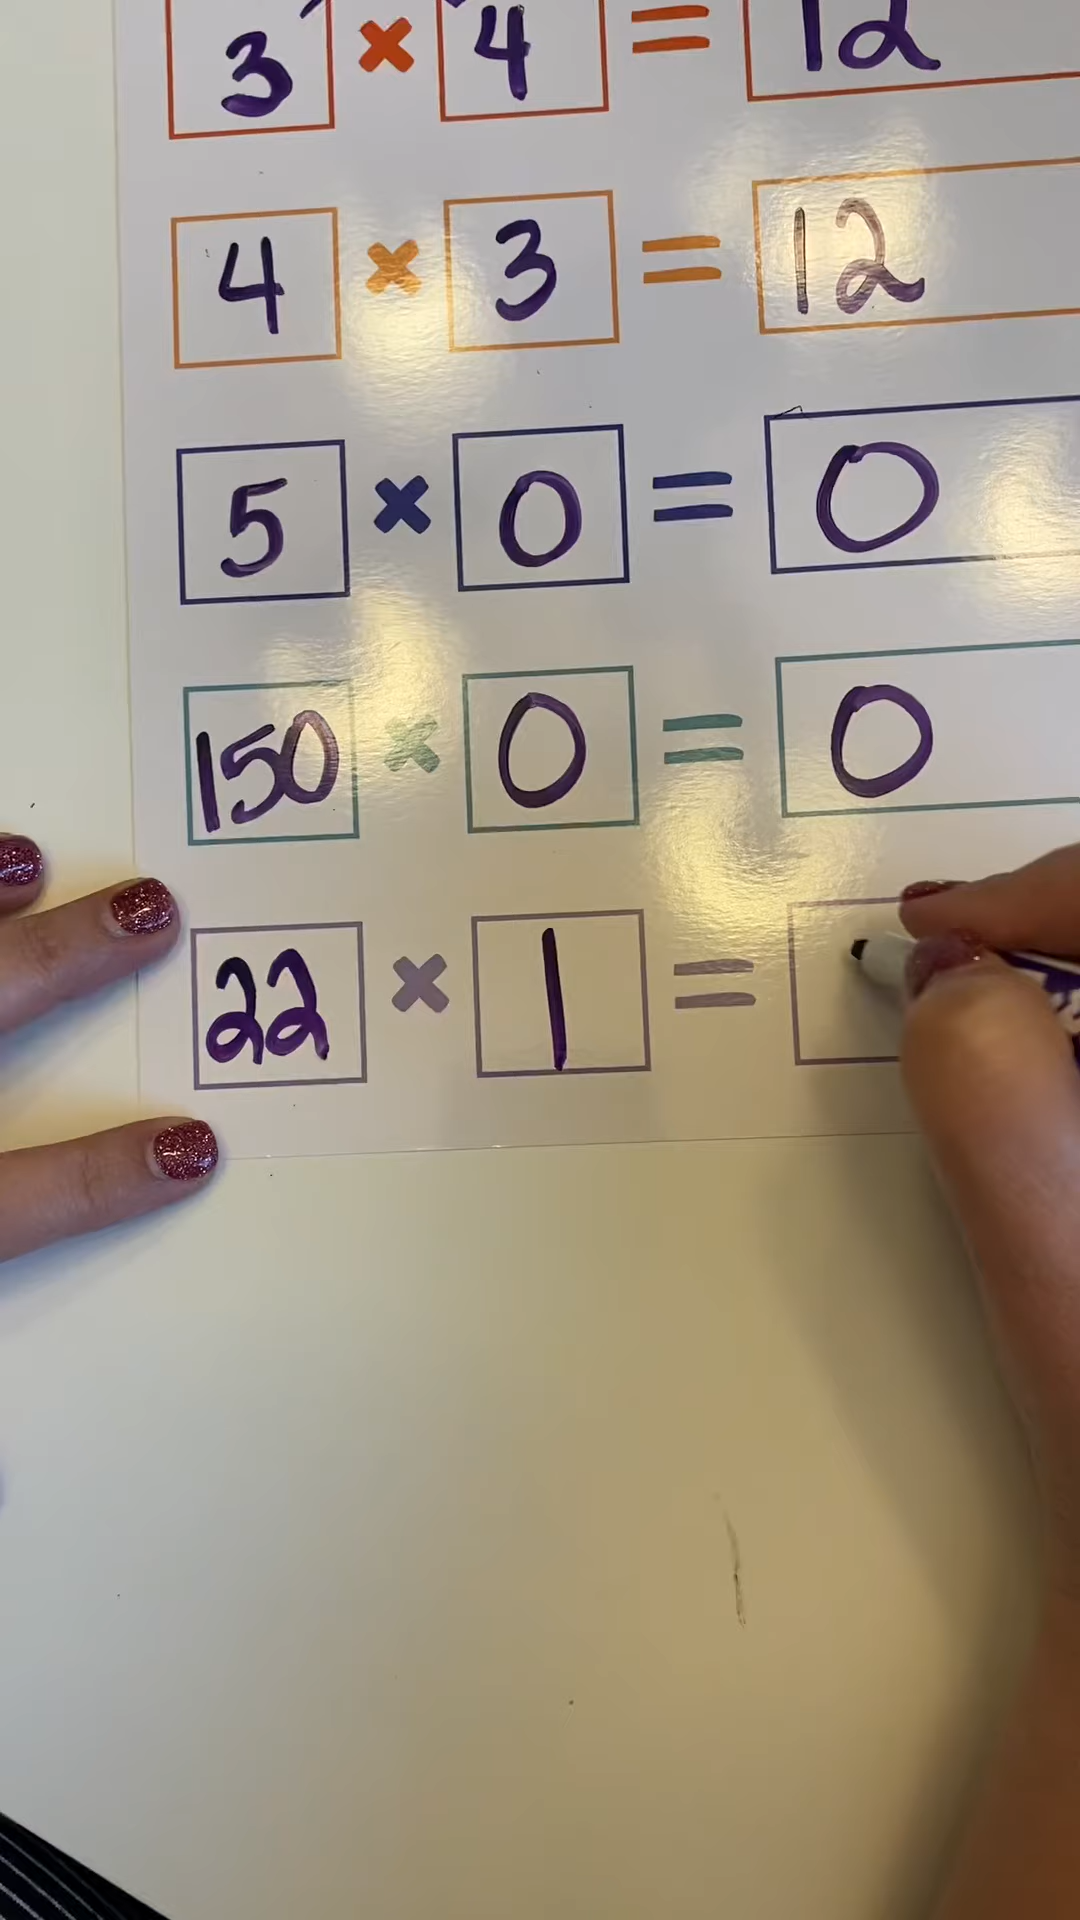 3 × 4 = 12
4 × 3 = 12
5 × 0 = 0
150 × 0 = 0
22 × 1 =